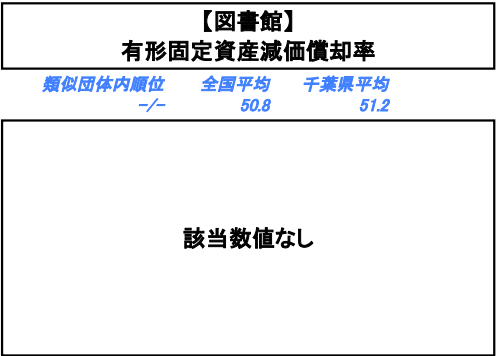 【図書館】
有形固定資産減価償却率
類似団体内順位 全国平均 千葉県平均
-/- 50.8 51.2
該当数値なし